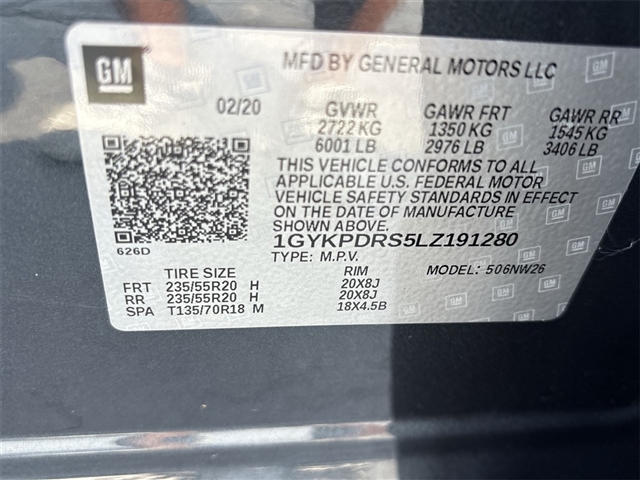 GM
MFD BY GENERAL MOTORS LLC
02/20 GVWR GAWR FRT GAWR RR
2722 KG 1350 KG 1545 KG
6001 LB 2976 LB 3406 LB
THIS VEHICLE CONFORMS TO ALL
APPLICABLE U.S. FEDERAL MOTOR
VEHICLE SAFETY STANDARDS IN EFFECT
ON THE DATE OF MANUFACTURE
SHOWN ABOVE.
1GYKPDRS5LZ191280
626D
TYPE: M.P.V. MODEL: 506NW26
TIRE SIZE RIM
FRT 235/55R20 H 20X8J
RR 235/55R20 H 20X8J
SPA T135/70R18 M 18X4.5B